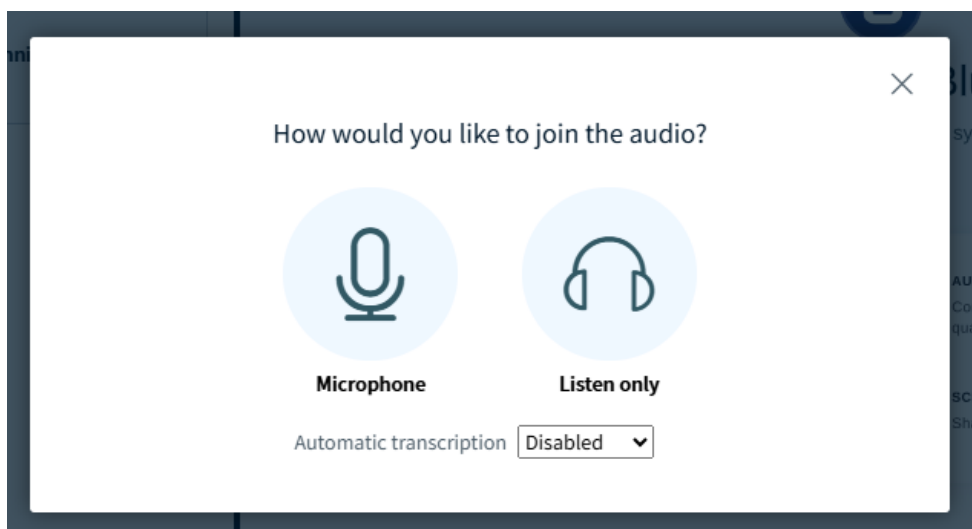 How would you like to join the audio?
Microphone
Listen only
Automatic transcription Disabled